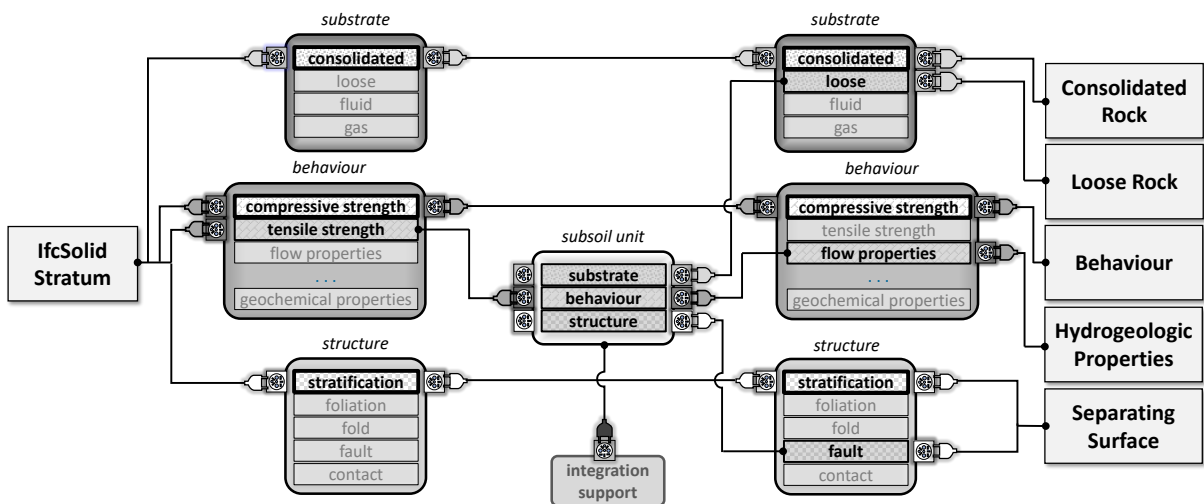 substrate
consolidated
loose
fluid
gas
behaviour
compressive strength
tensile strength
flow properties
...
geochemical properties
IfcSolid
Stratum
structure
stratification
foliation
fold
fault
contact
subsoil unit
substrate
behaviour
structure
integration
support
substrate
consolidated
loose
fluid
gas
behaviour
compressive strength
tensile strength
flow properties
...
geochemical properties
structure
stratification
foliation
fold
fault
contact
Consolidated
Rock
Loose Rock
Behaviour
Hydrogeologic
Properties
Separating
Surface